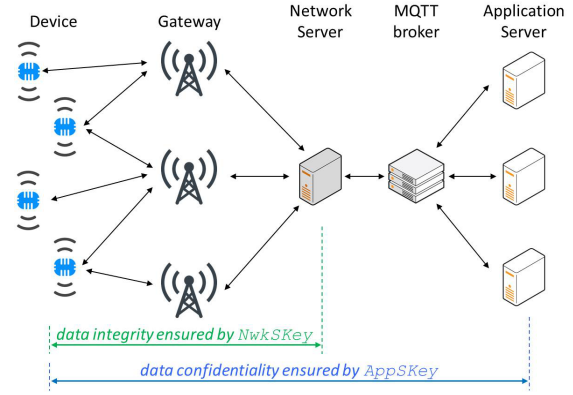 Device
Gateway
Network
Server
MQTT
broker
Application
Server
data integrity ensured by NwkSKey
data confidentiality ensured by AppSKey